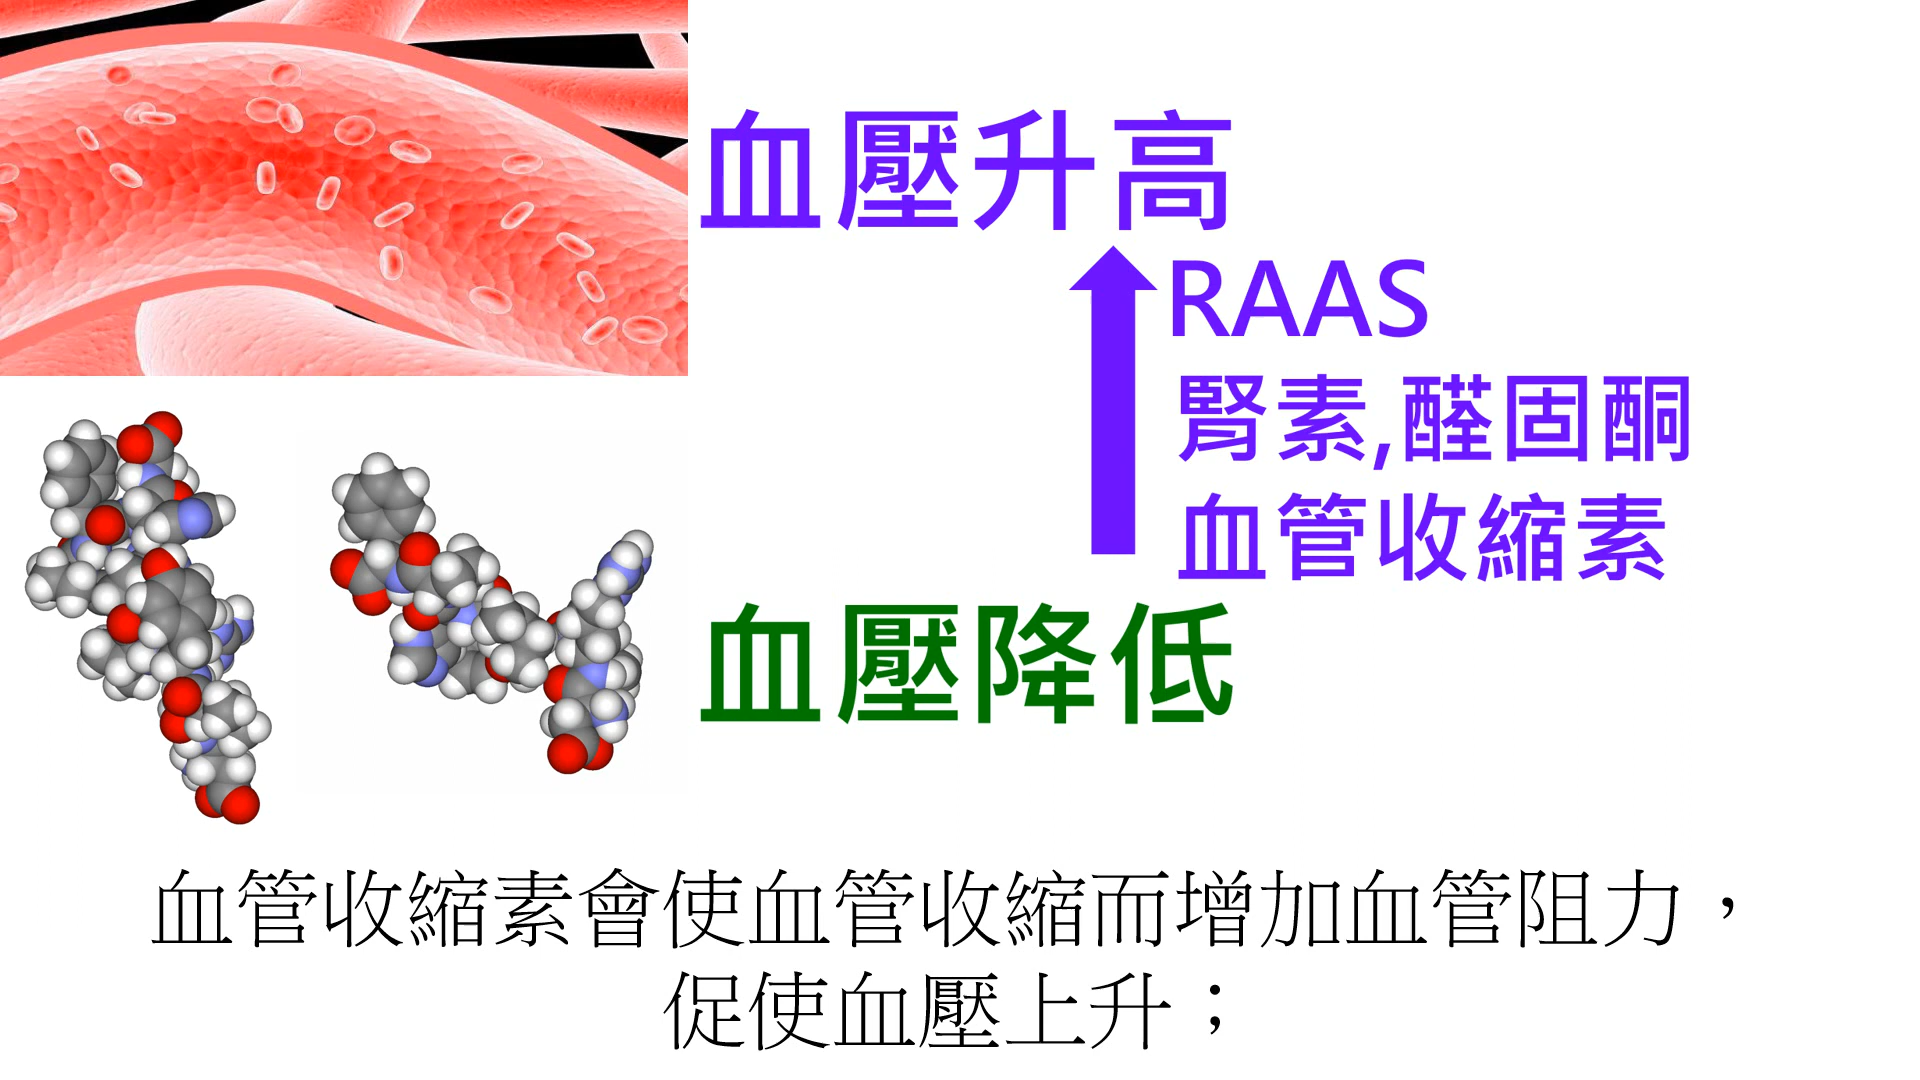 血壓升高
RAAS
腎素,醛固酮
血管收縮素
血壓降低
血管收縮素會使血管收縮而增加血管阻力，
促使血壓上升；